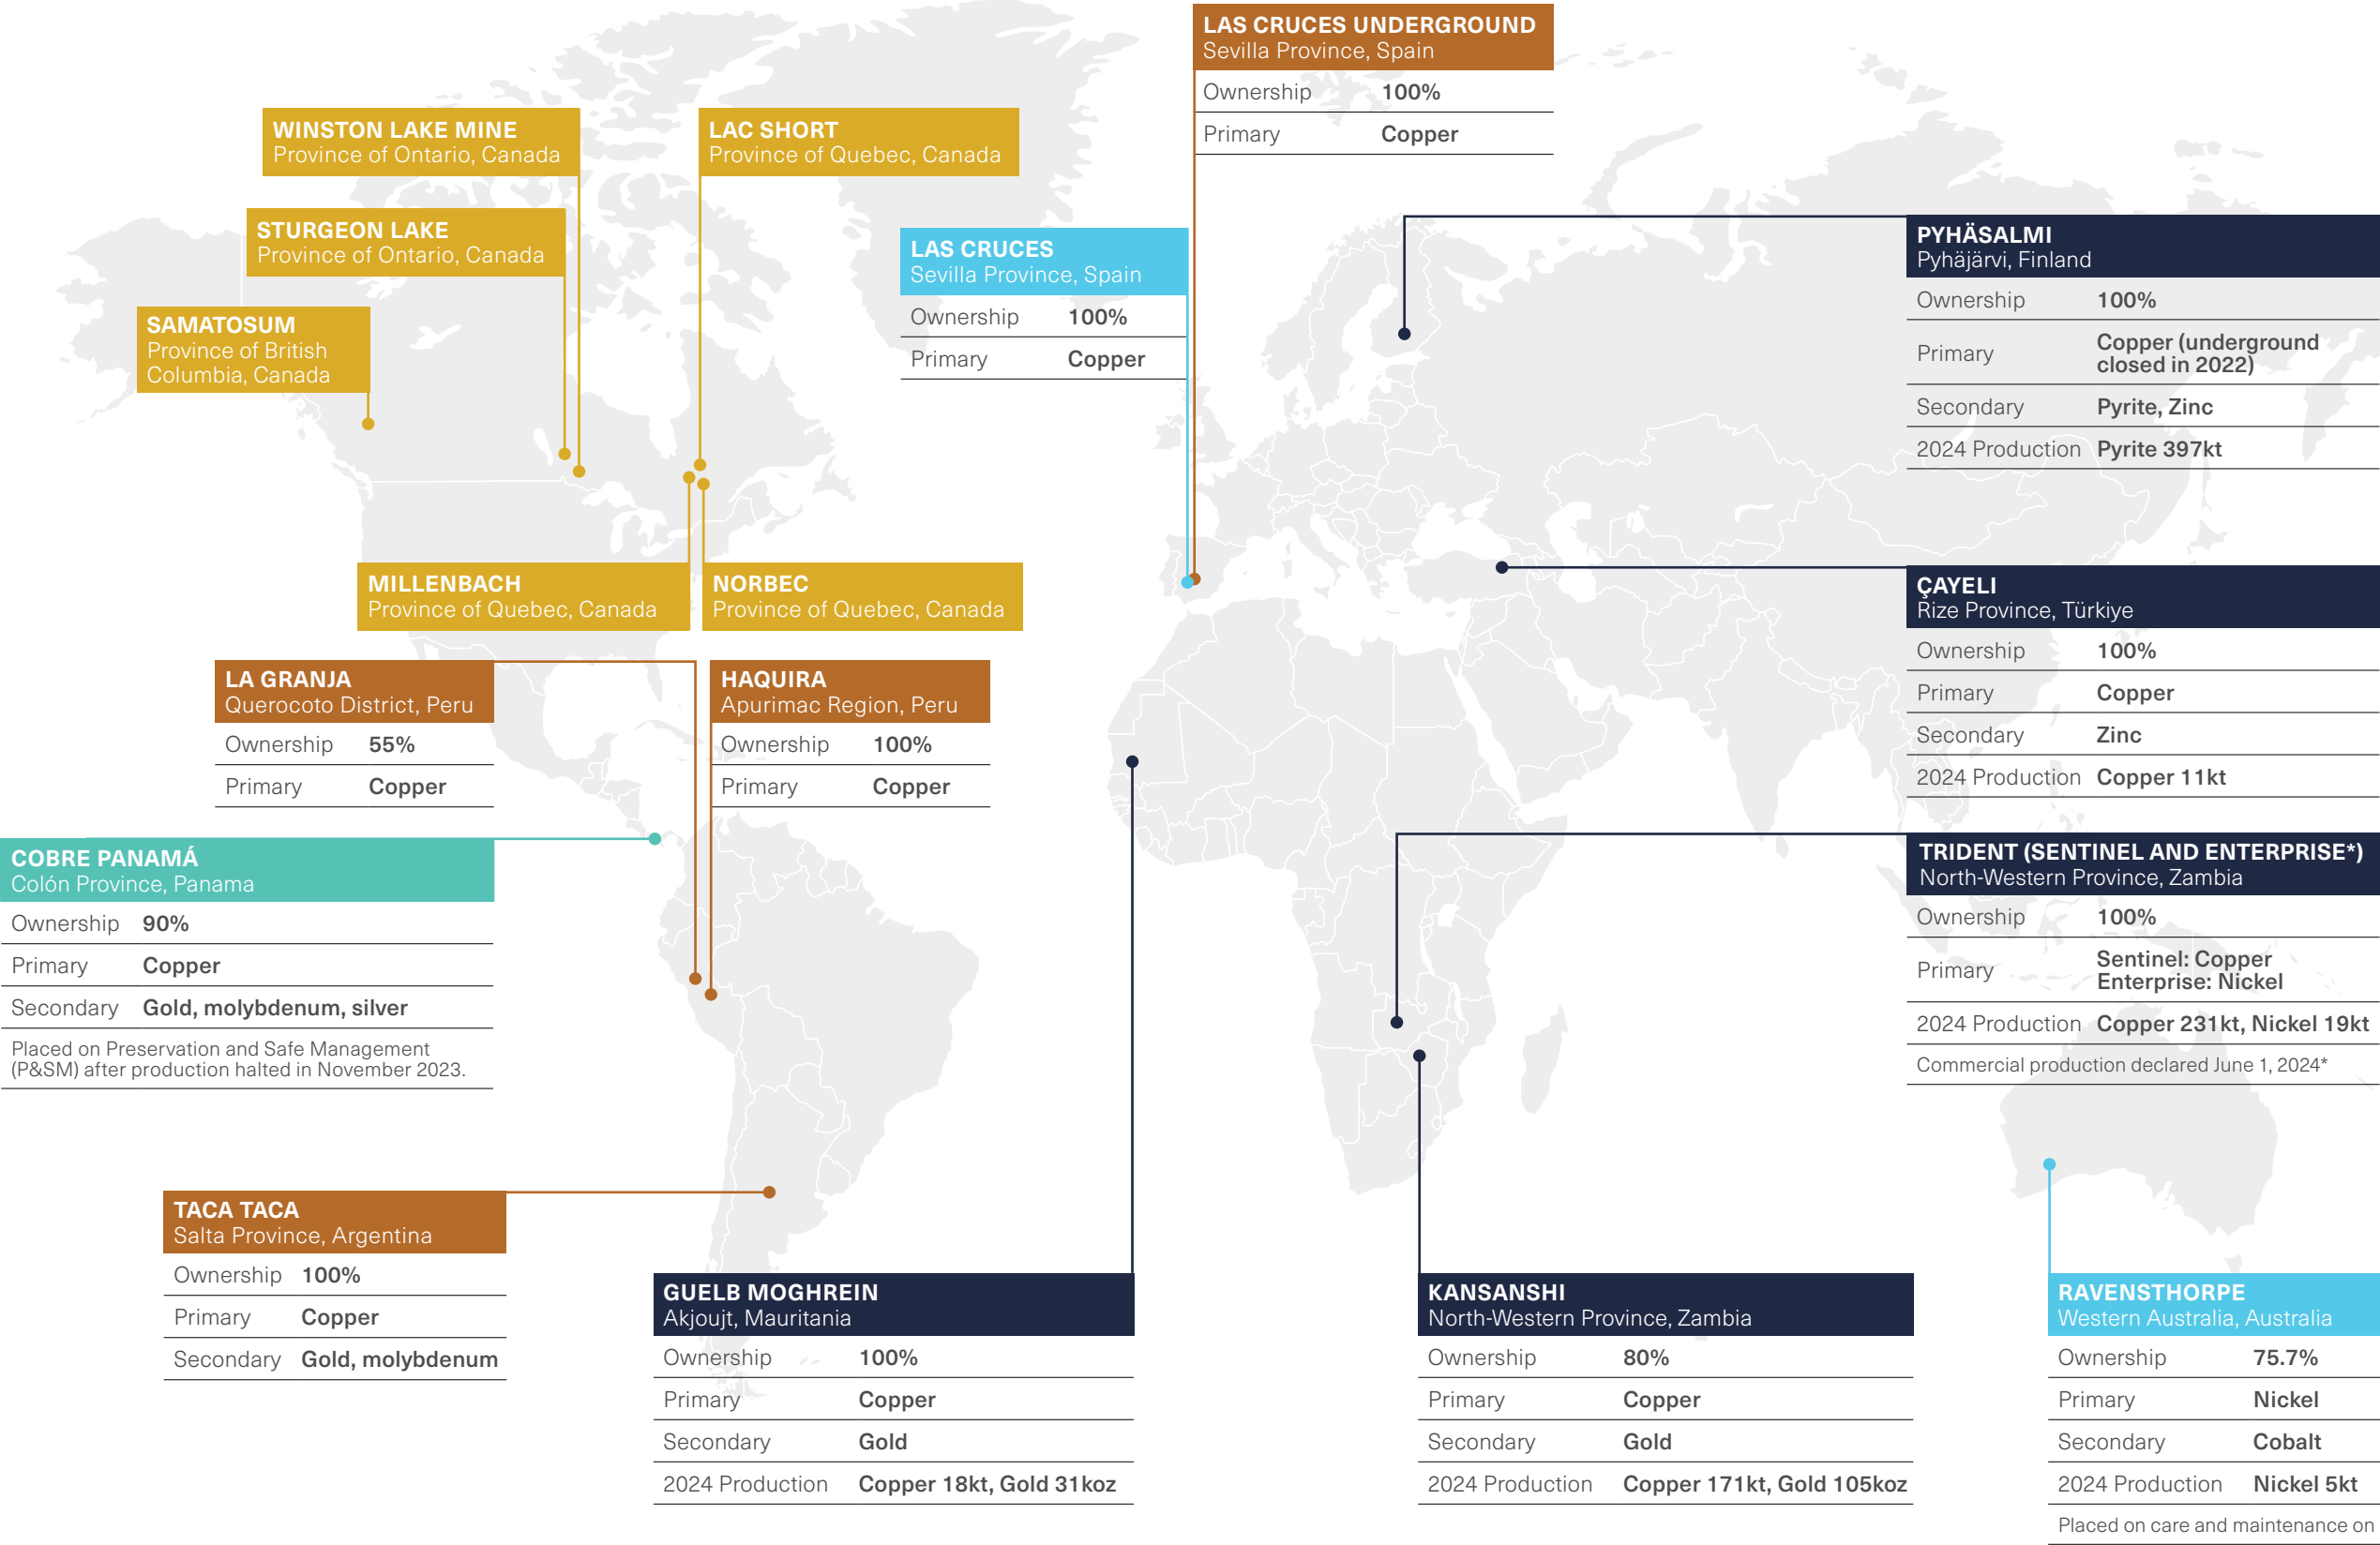 LAS CRUCES UNDERGROUND
Sevilla Province, Spain
Ownership 100%
Primary Copper
WINSTON LAKE MINE
Province of Ontario, Canada
LAC SHORT
Province of Quebec, Canada
STURGEON LAKE
Province of Ontario, Canada
SAMATOSUM
Province of British
Columbia, Canada
LAS CRUCES
Sevilla Province, Spain
Ownership 100%
Primary Copper
PYHÄSALMI
Pyhäjärvi, Finland
Ownership 100%
Primary Copper (underground
closed in 2022)
Secondary Pyrite, Zinc
2024 Production Pyrite 397kt
MILLENBACH
Province of Quebec, Canada
NORBEC
Province of Quebec, Canada
ÇAYELI
Rize Province, Türkiye
Ownership 100%
Primary Copper
Secondary Zinc
2024 Production Copper 11kt
LA GRANJA
Querocoto District, Peru
Ownership 55%
Primary Copper
HAQUIRA
Apurimac Region, Peru
Ownership 100%
Primary Copper
COBRE PANAMÁ
Colón Province, Panama
Ownership 90%
Primary Copper
Secondary Gold, molybdenum, silver
Placed on Preservation and Safe Management
(P&SM) after production halted in November 2023.
TRIDENT (SENTINEL AND ENTERPRISE*)
North-Western Province, Zambia
Ownership 100%
Primary Sentinel: Copper
Enterprise: Nickel
2024 Production Copper 231kt, Nickel 19kt
Commercial production declared June 1, 2024*
TACA TACA
Salta Province, Argentina
Ownership 100%
Primary Copper
Secondary Gold, molybdenum
GUELB MOGHREIN
Akjoujt, Mauritania
Ownership 100%
Primary Copper
Secondary Gold
2024 Production Copper 18kt, Gold 31koz
KANSANSHI
North-Western Province, Zambia
Ownership 80%
Primary Copper
Secondary Gold
2024 Production Copper 171kt, Gold 105koz
RAVENSTHORPE
Western Australia, Australia
Ownership 75.7%
Primary Nickel
Secondary Cobalt
2024 Production Nickel 5kt
Placed on care and maintenance on